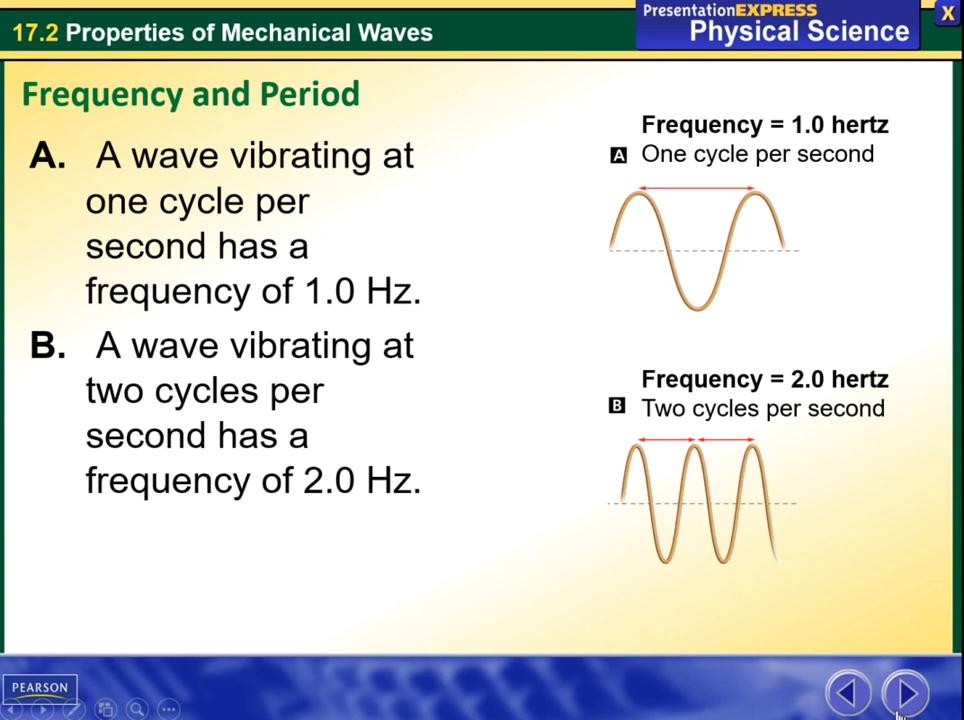 17.2 Properties of Mechanical Waves
PresentationEXPRESS
Physical Science
X
Frequency and Period
A. A wave vibrating at
one cycle per
second has a
frequency of 1.0 Hz.
B. A wave vibrating at
two cycles per
second has a
frequency of 2.0 Hz.
Frequency = 1.0 hertz
A One cycle per second
Frequency = 2.0 hertz
B Two cycles per second
PEARSON